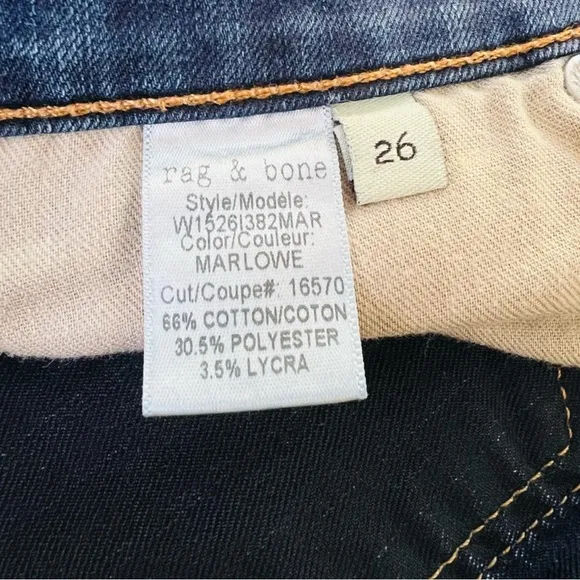 rag & bone
Style/Modèle:
W1526I382MAR
Color/Couleur:
MARLOWE
Cut/Coupe#: 16570
66% COTTON/COTON
30.5% POLYESTER
3.5% LYCRA
26